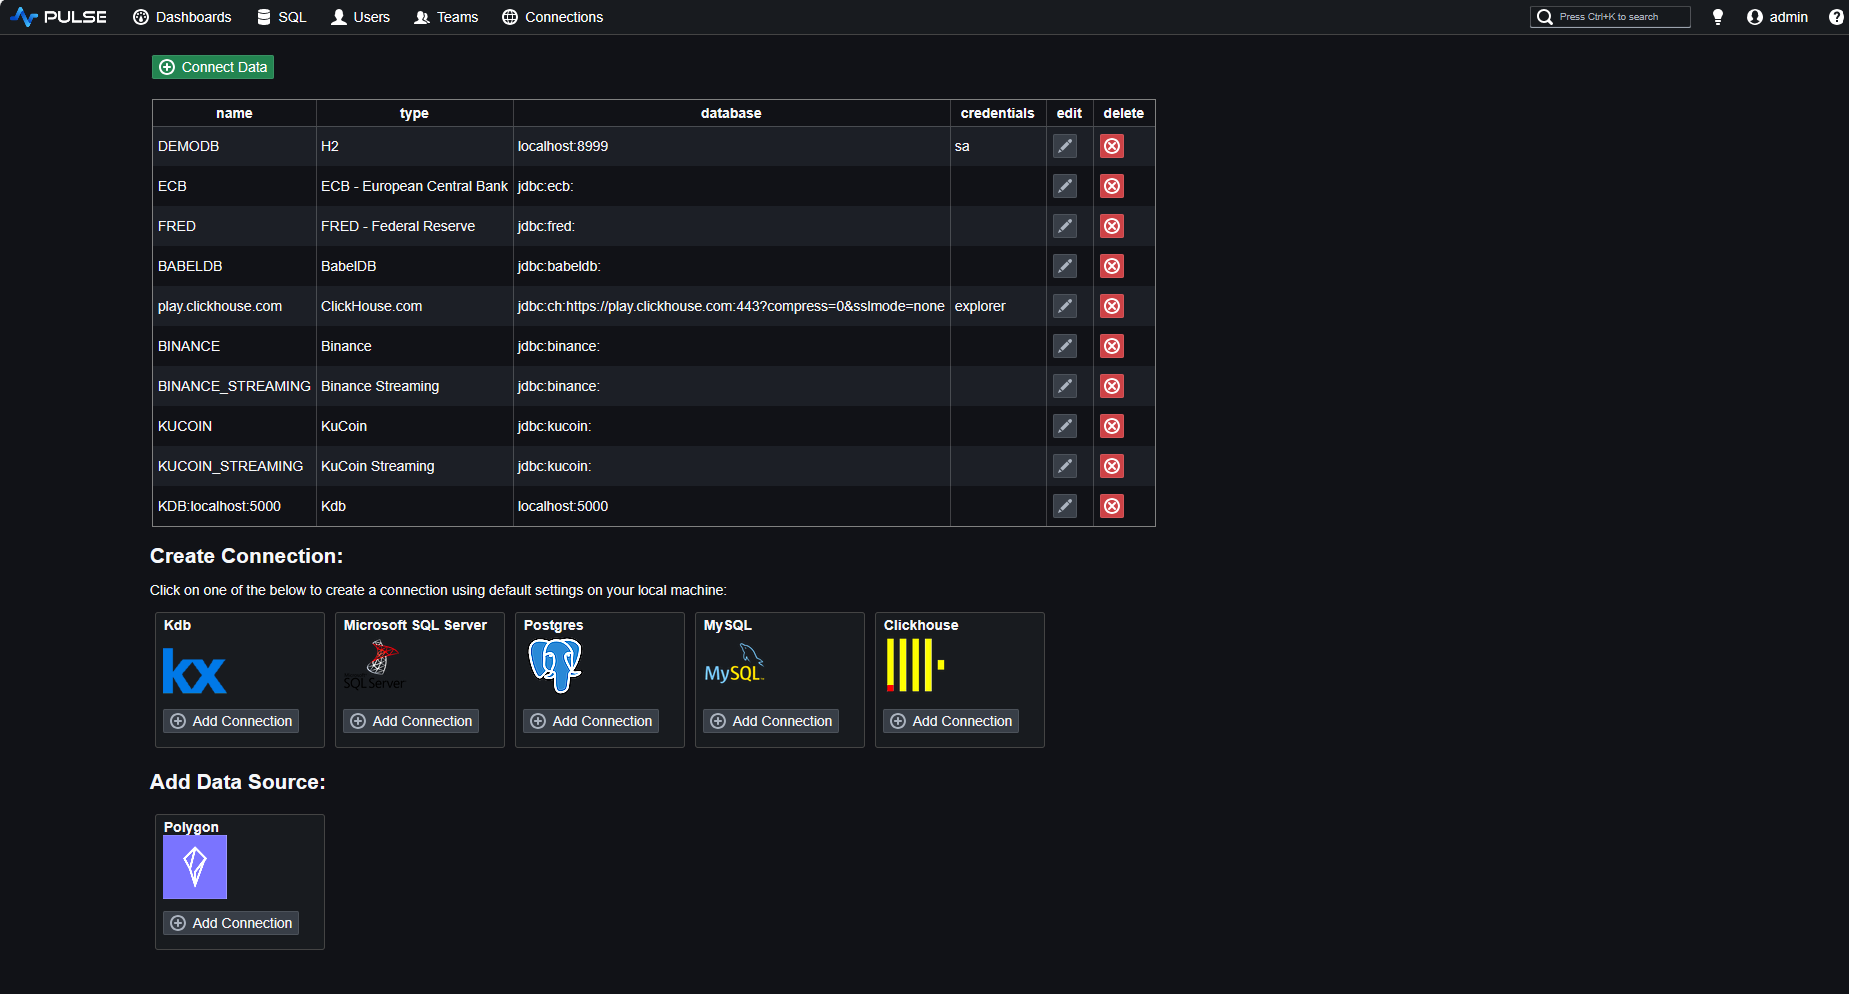 PULSE Dashboards SQL Users Teams Connections Press Ctrl+K to search admin
Connect Data
name type database credentials edit delete
DEMODB H2 localhost:8999 sa
ECB ECB - European Central Bank jdbc:ecb:
FRED FRED - Federal Reserve jdbc:fred:
BABELDB BabelDB jdbc:babeldb:
play.clickhouse.com ClickHouse.com jdbc:ch:https://play.clickhouse.com:443?compress=0&sslmode=none explorer
BINANCE Binance jdbc:binance:
BINANCE_STREAMING Binance Streaming jdbc:binance:
KUCOIN KuCoin jdbc:kucoin:
KUCOIN_STREAMING KuCoin Streaming jdbc:kucoin:
KDB:localhost:5000 Kdb localhost:5000
Create Connection:
Click on one of the below to create a connection using default settings on your local machine:
Kdb Microsoft SQL Server Postgres MySQL Clickhouse
kx SQL Server MySQL
Add Connection Add Connection Add Connection Add Connection Add Connection
Add Data Source:
Polygon
Add Connection